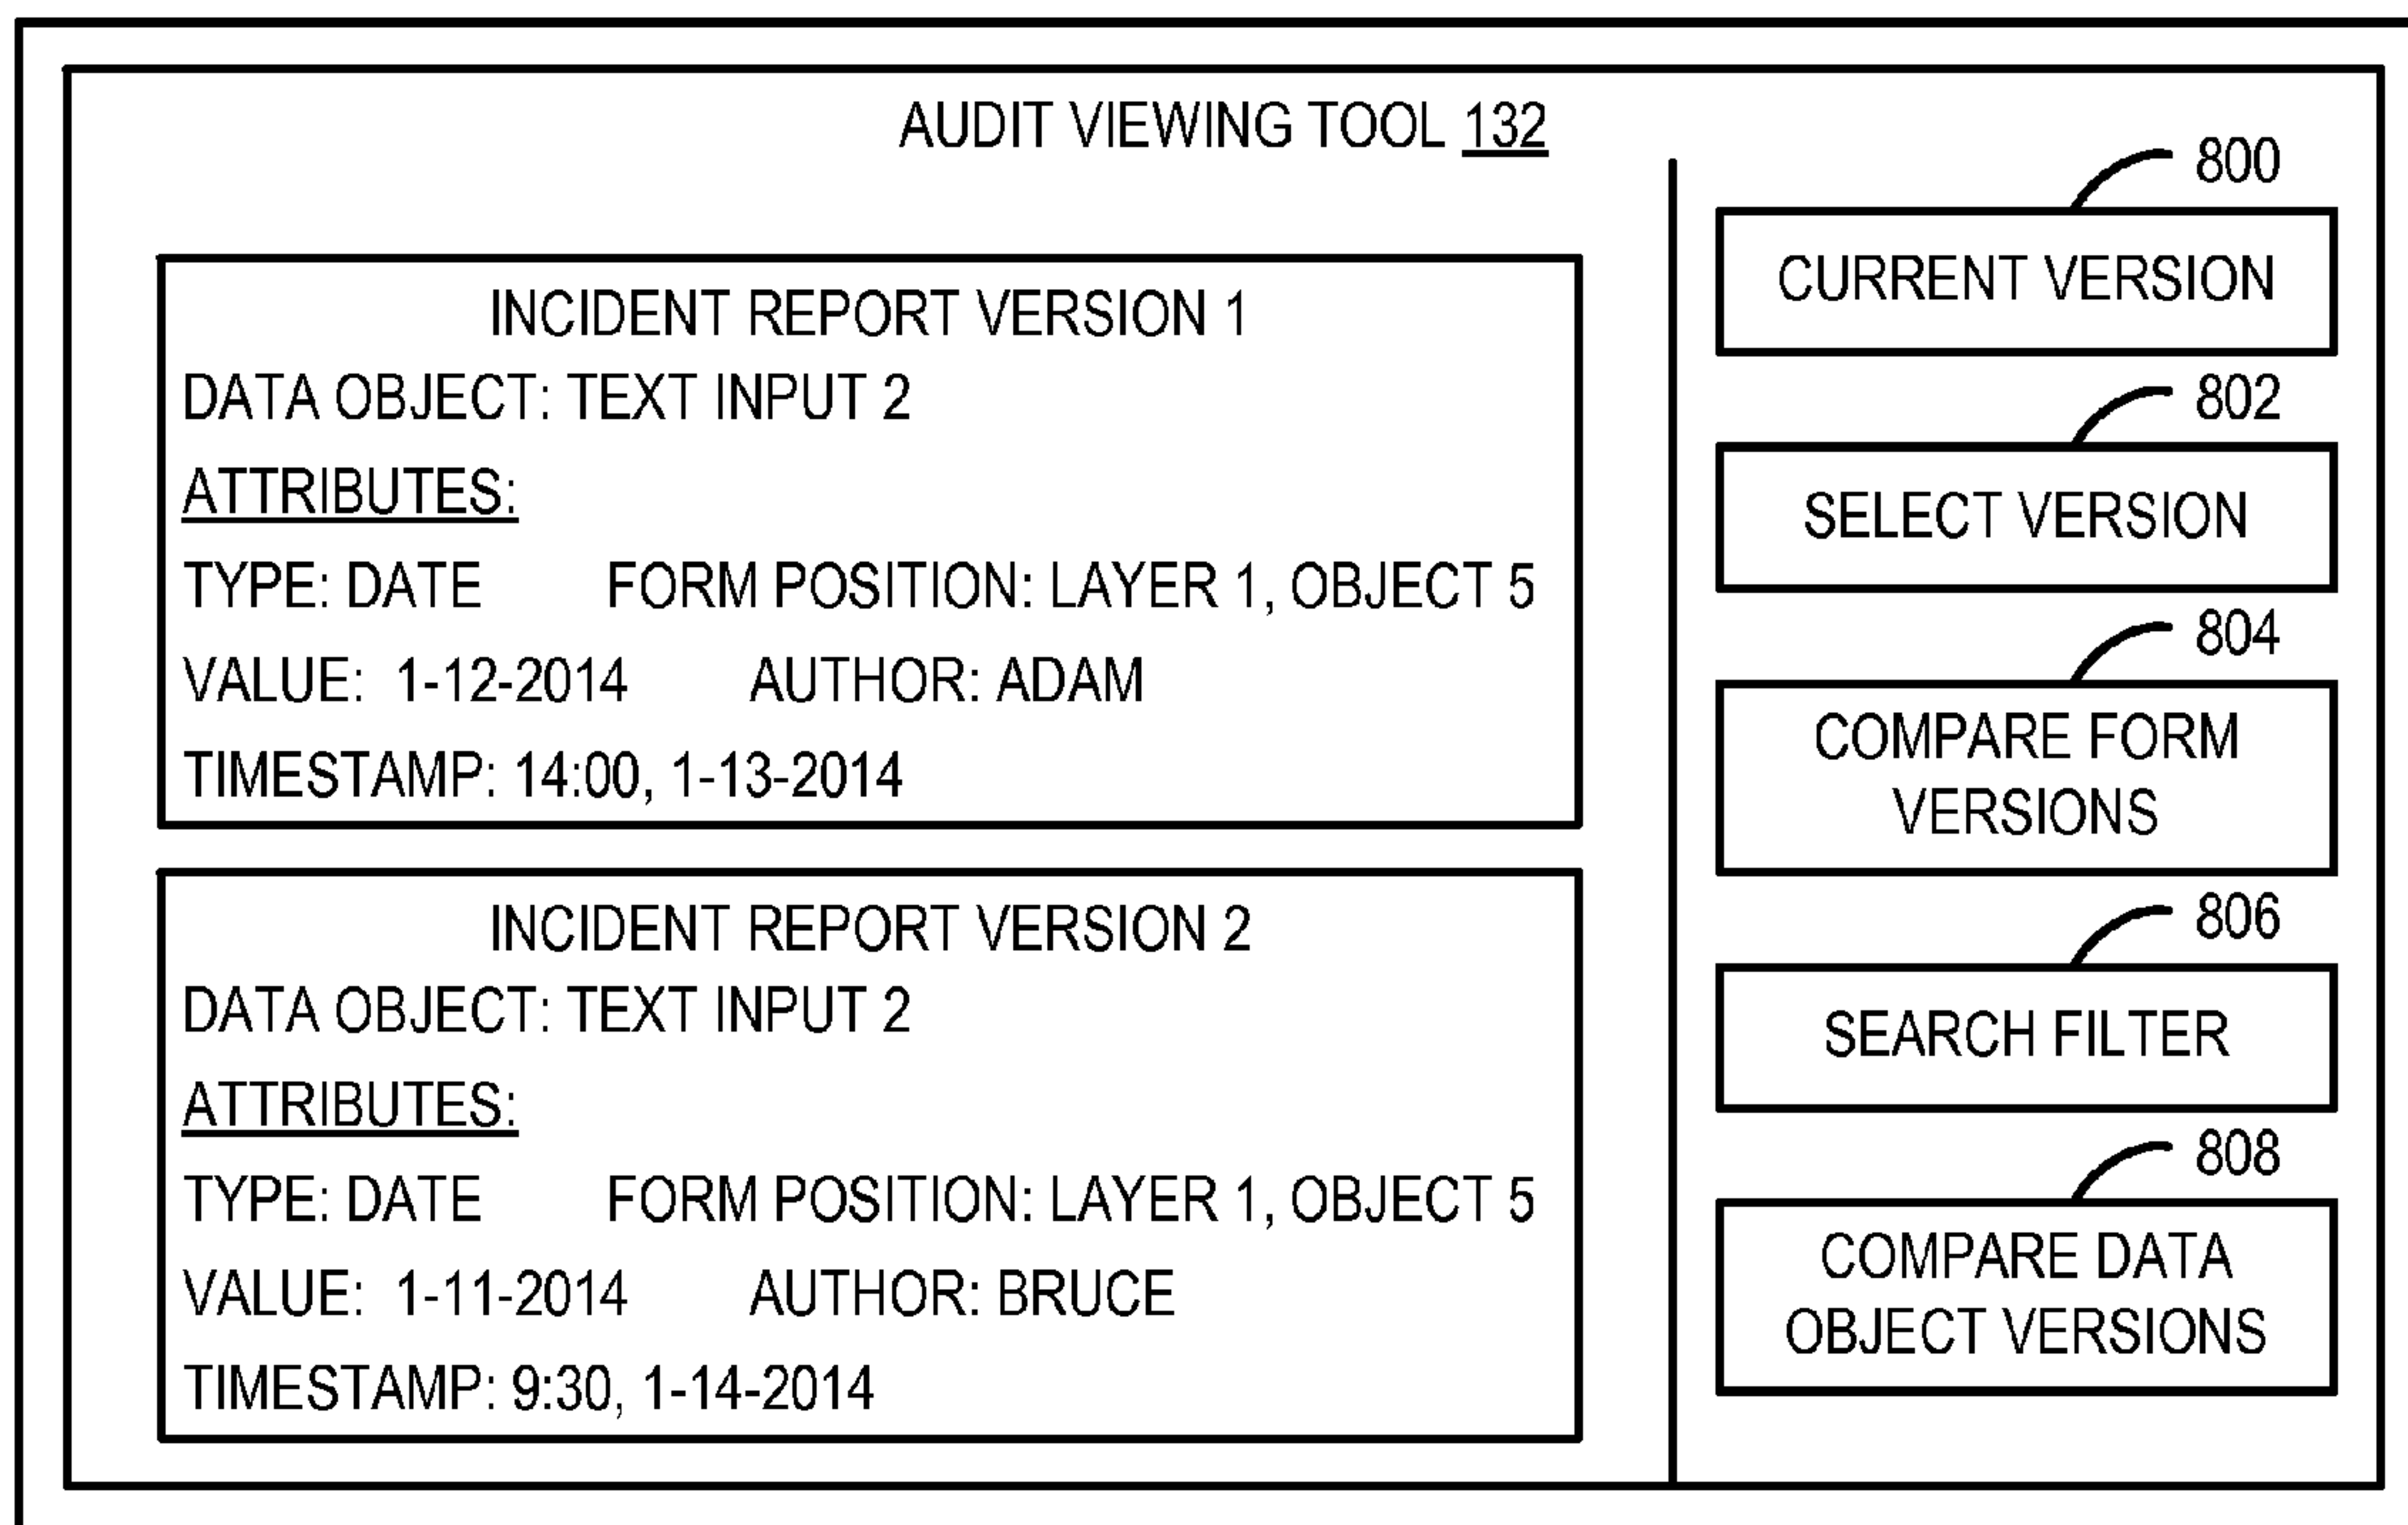 AUDIT VIEWING TOOL 132
INCIDENT REPORT VERSION 1
DATA OBJECT: TEXT INPUT 2
ATTRIBUTES:
TYPE: DATE FORM POSITION: LAYER 1, OBJECT 5
VALUE: 1-12-2014 AUTHOR: ADAM
TIMESTAMP: 14:00, 1-13-2014
INCIDENT REPORT VERSION 2
DATA OBJECT: TEXT INPUT 2
ATTRIBUTES:
TYPE: DATE FORM POSITION: LAYER 1, OBJECT 5
VALUE: 1-11-2014 AUTHOR: BRUCE
TIMESTAMP: 9:30, 1-14-2014
800
CURRENT VERSION
802
SELECT VERSION
804
COMPARE FORM
VERSIONS
806
SEARCH FILTER
808
COMPARE DATA
OBJECT VERSIONS